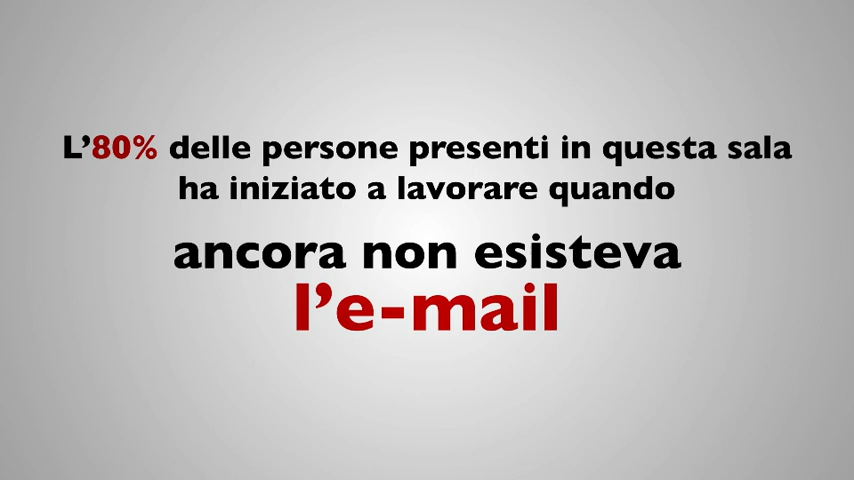 L’80% delle persone presenti in questa sala
ha iniziato a lavorare quando
ancora non esisteva
l’e-mail